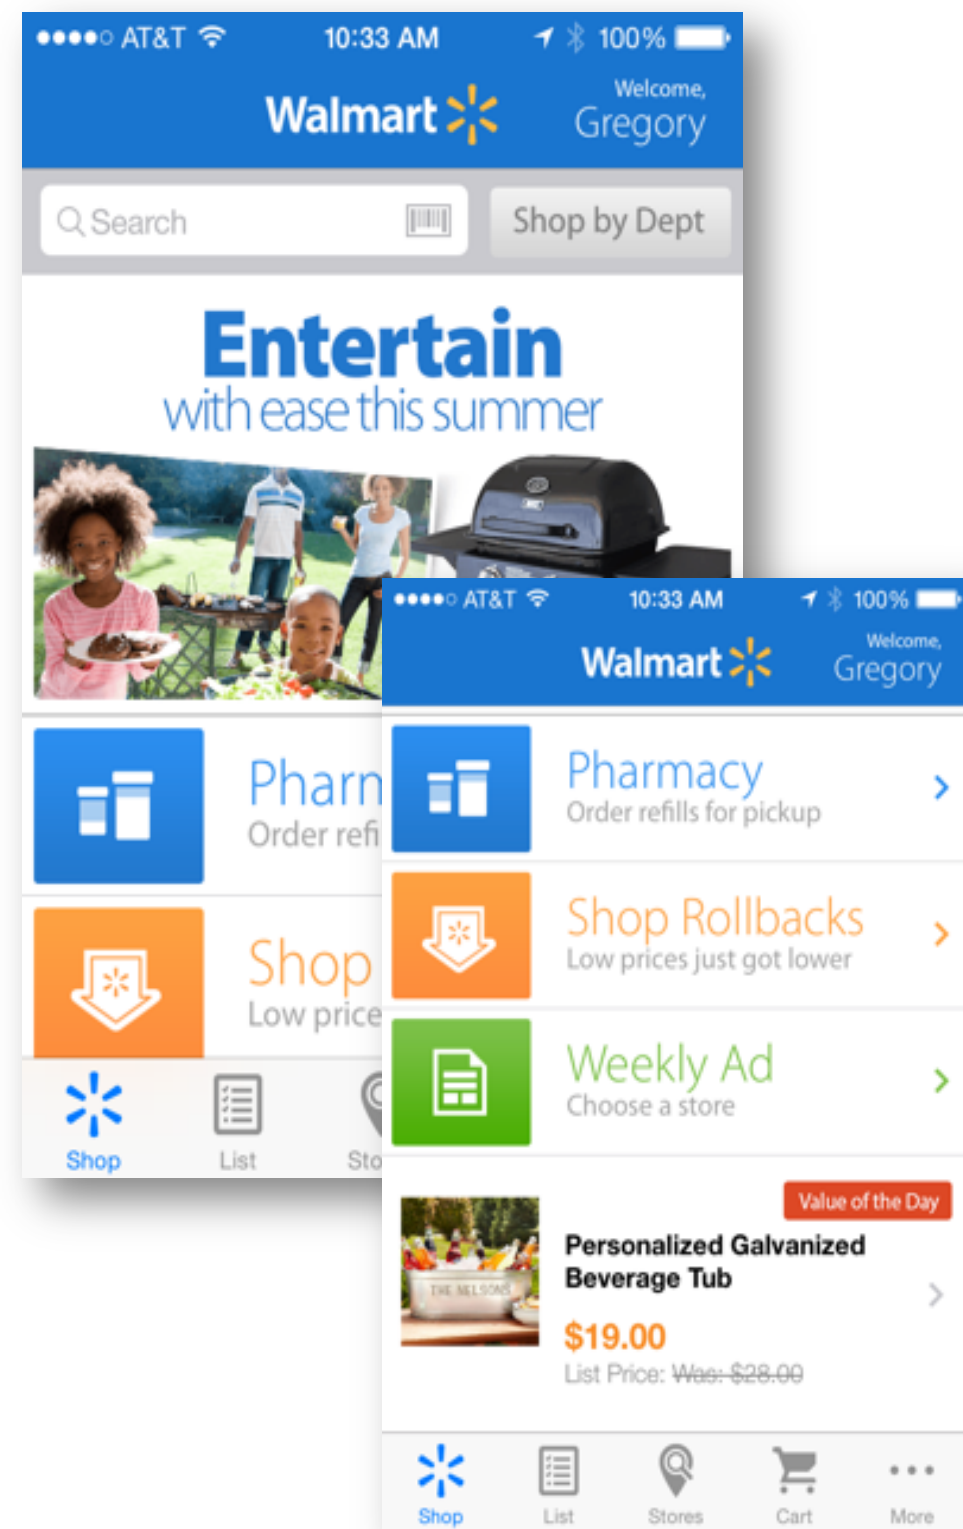 AT&T 10:33 AM 100%
Walmart
Welcome,
Gregory
Search
Shop by Dept
Entertain
with ease this summer
Pharm
Order refi
Shop
Low price
Shop List Sto
AT&T 10:33 AM 100%
Walmart
Welcome,
Gregory
Pharmacy
Order refills for pickup
Shop Rollbacks
Low prices just got lower
Weekly Ad
Choose a store
Value of the Day
THE NELSONS
Personalized Galvanized
Beverage Tub
$19.00
List Price: Was: $28.00
Shop List Stores Cart More